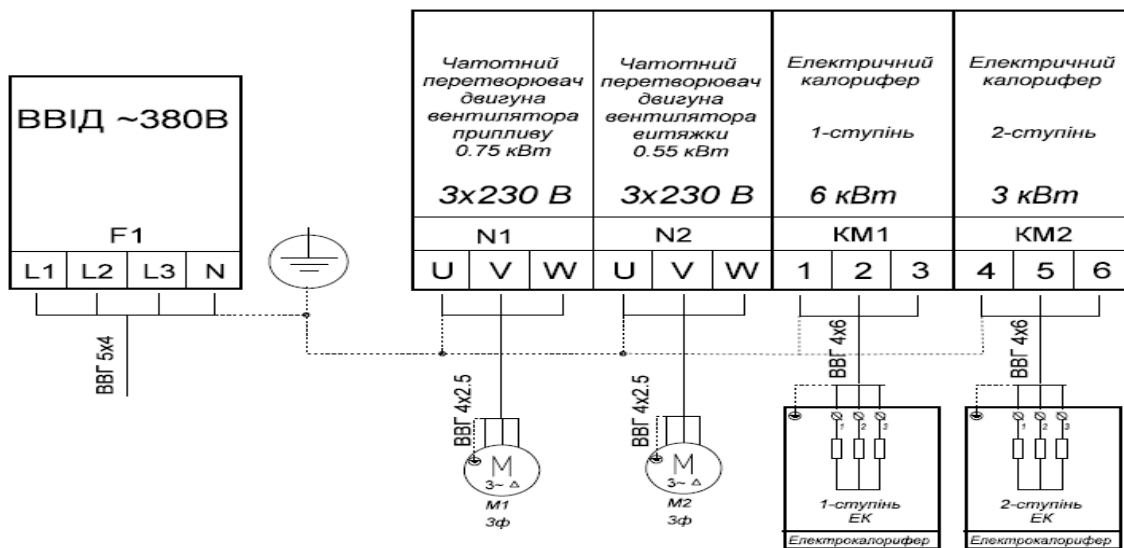 ВВІД ~380В
F1
L1 L2 L3 N
ВВГ 5х4
Чатотний
перетворювач
двигуна
вентилятора
припливу
0.75 кВт
3х230 В
N1
U V W
Чатотний
перетворювач
двигуна
вентилятора
витяжки
0.55 кВт
3х230 В
N2
U V W
Електричний
калорифер
1-ступінь
6 кВт
КМ1
1 2 3
Електричний
калорифер
2-ступінь
3 кВт
КМ2
4 5 6
ВВГ 4х2.5
М
3~ Δ
М1
3ф
ВВГ 4х2.5
М
3~ Δ
М2
3ф
ВВГ 4х6
1 2 3
1-ступінь
ЕК
Електрокалорифер
ВВГ 4х6
1 2 3
2-ступінь
ЕК
Електрокалорифер